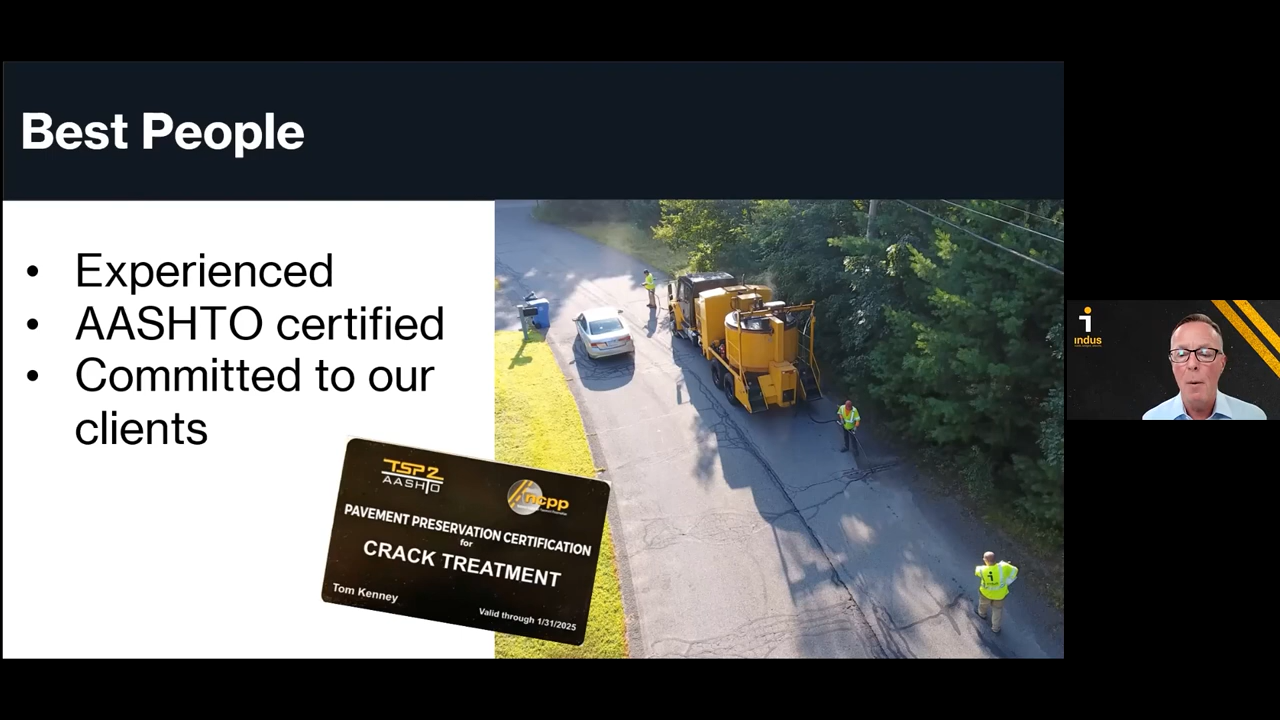 Best People
• Experienced
• AASHTO certified
• Committed to our
clients
TSP2
AASHTO
ncpp
PAVEMENT PRESERVATION CERTIFICATION
for
CRACK TREATMENT
Tom Kenney
Valid through 1/31/2025
indus